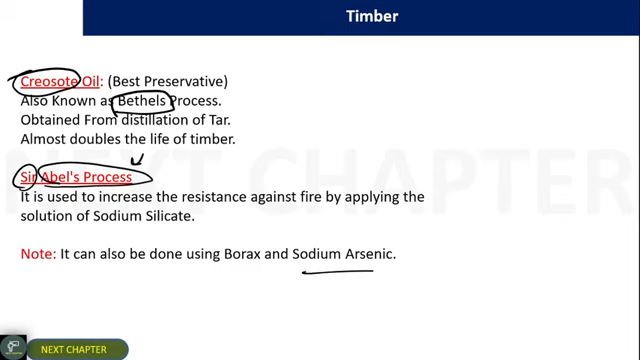 Timber
Creosote Oil: (Best Preservative)
Also Known as Bethels Process.
Obtained From distillation of Tar.
Almost doubles the life of timber.
Sir Abel's Process
It is used to increase the resistance against fire by applying the
solution of Sodium Silicate.
Note: It can also be done using Borax and Sodium Arsenic.
NEXT CHAPTER
NEXT CHAPTER